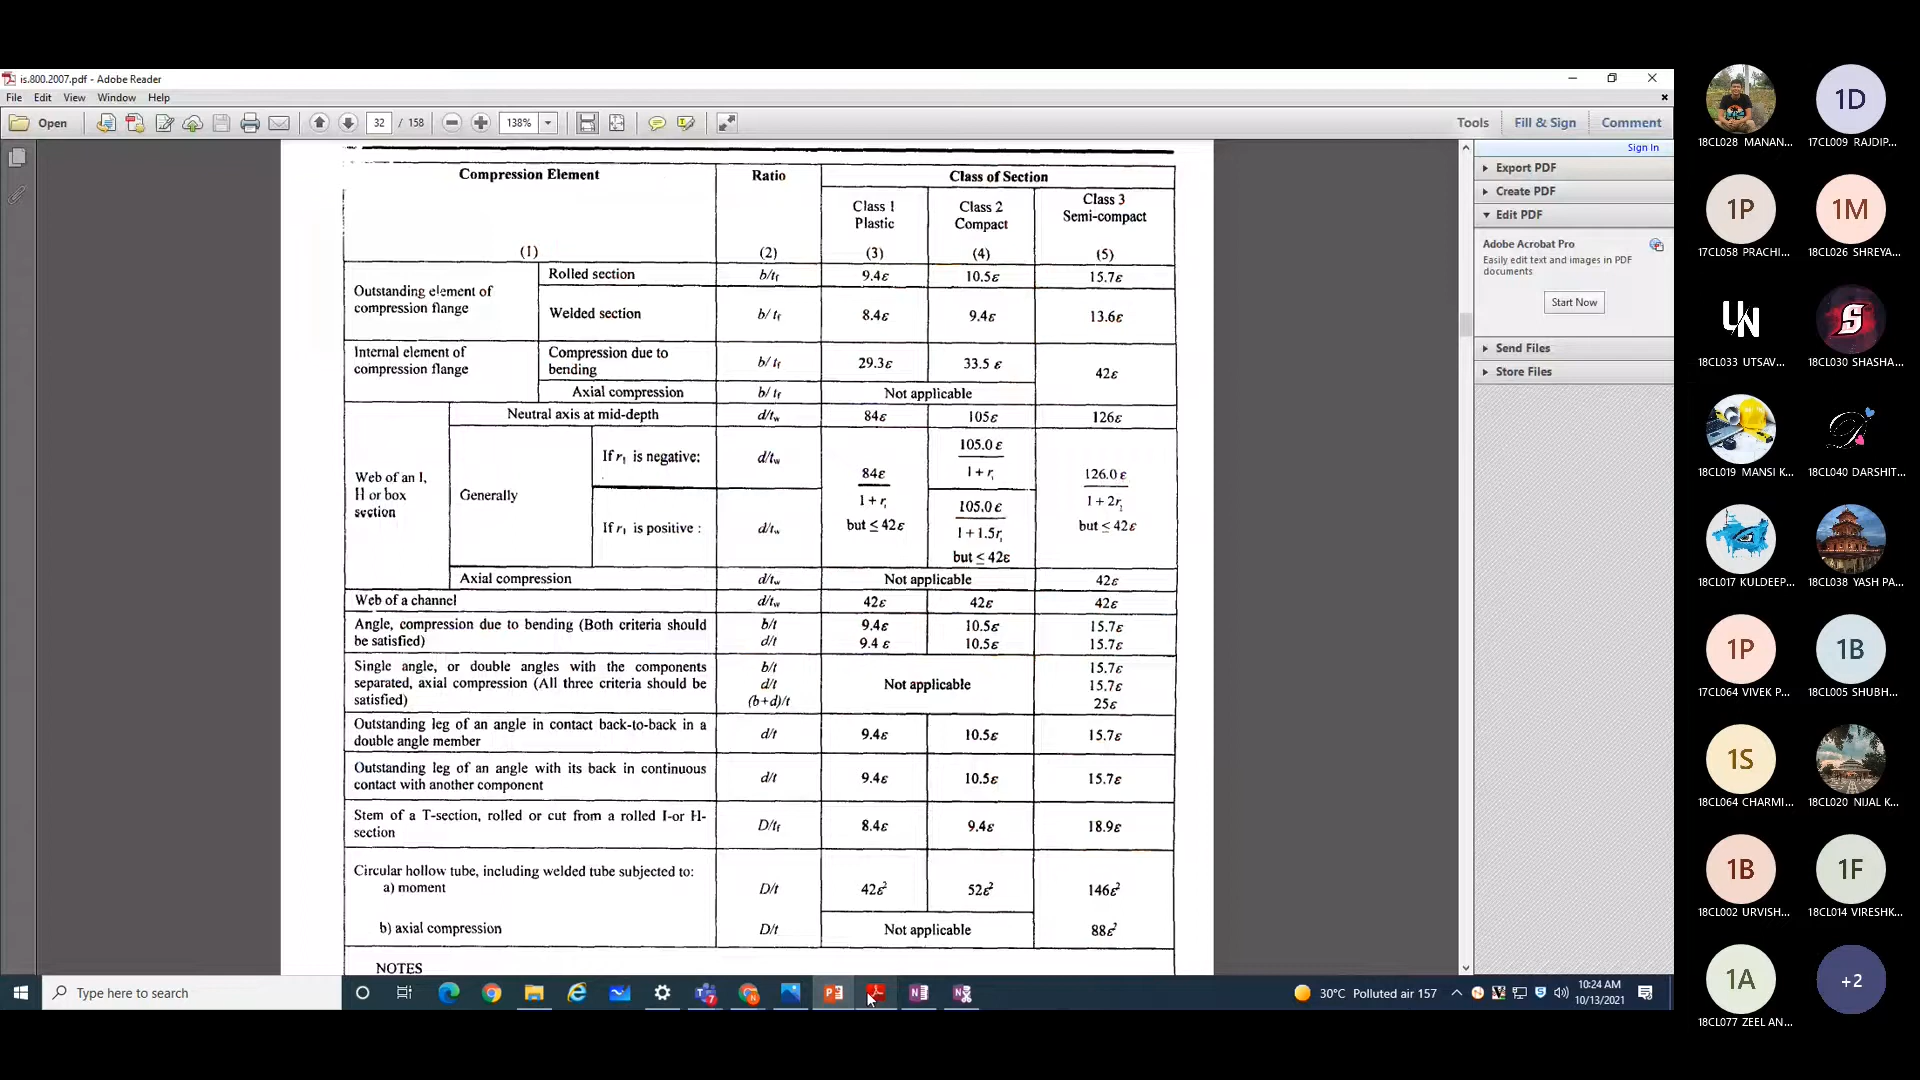 is.800.2007.pdf - Adobe Reader
File Edit View Window Help
Open 32 / 158 138% Tools Fill & Sign Comment
Sign In
Export PDF
Create PDF
Edit PDF
Adobe Acrobat Pro
Easily edit text and images in PDF
documents
Start Now
Send Files
Store Files
Compression Element Ratio Class of Section
Class 1 Plastic Class 2 Compact Class 3 Semi-compact
(1) (2) (3) (4) (5)
Outstanding element of compression flange Rolled section b/tf 9.4ε 10.5ε 15.7ε
Welded section b/ tf 8.4ε 9.4ε 13.6ε
Internal element of compression flange Compression due to bending b/ tf 29.3ε 33.5 ε 42ε
Axial compression b/ tf Not applicable
Web of an I, H or box section Neutral axis at mid-depth d/tw 84ε 105ε 126ε
Generally If r1 is negative: d/tw 84ε / 1 + r1 but ≤ 42ε 105.0 ε / 1 + r1 126.0 ε / 1 + 2r1 but ≤ 42ε
If r1 is positive : d/tw 105.0 ε / 1 + 1.5r1 but ≤ 42ε
Axial compression d/tw Not applicable 42ε
Web of a channel d/tw 42ε 42ε 42ε
Angle, compression due to bending (Both criteria should b/t 9.4ε 10.5ε 15.7ε
be satisfied) d/t 9.4 ε 10.5ε 15.7ε
Single angle, or double angles with the components b/t 15.7ε
separated, axial compression (All three criteria should be d/t Not applicable 15.7ε
satisfied) (b+d)/t 25ε
Outstanding leg of an angle in contact back-to-back in a
double angle member d/t 9.4ε 10.5ε 15.7ε
Outstanding leg of an angle with its back in continuous
contact with another component d/t 9.4ε 10.5ε 15.7ε
Stem of a T-section, rolled or cut from a rolled I-or H-
section D/tf 8.4ε 9.4ε 18.9ε
Circular hollow tube, including welded tube subjected to:
a) moment D/t 42ε² 52ε² 146ε²
b) axial compression D/t Not applicable 88ε²
NOTES
Type here to search
30°C Polluted air 157
10:24 AM
10/13/2021
1D
18CL028 MANAN... 17CL009 RAJDIP...
1P 1M
17CL058 PRACHI... 18CL026 SHREYA...
UN S
18CL033 UTSAV... 18CL030 SHASHA...
18CL019 MANSI K... 18CL040 DARSHIT...
18CL017 KULDEEP... 18CL038 YASH PA...
1P 1B
17CL064 VIVEK P... 18CL005 SHUBH...
1S
18CL064 CHARMI... 18CL020 NIJAL K...
1B 1F
18CL002 URVISH... 18CL014 VIRESHK...
1A +2
18CL077 ZEEL AN...